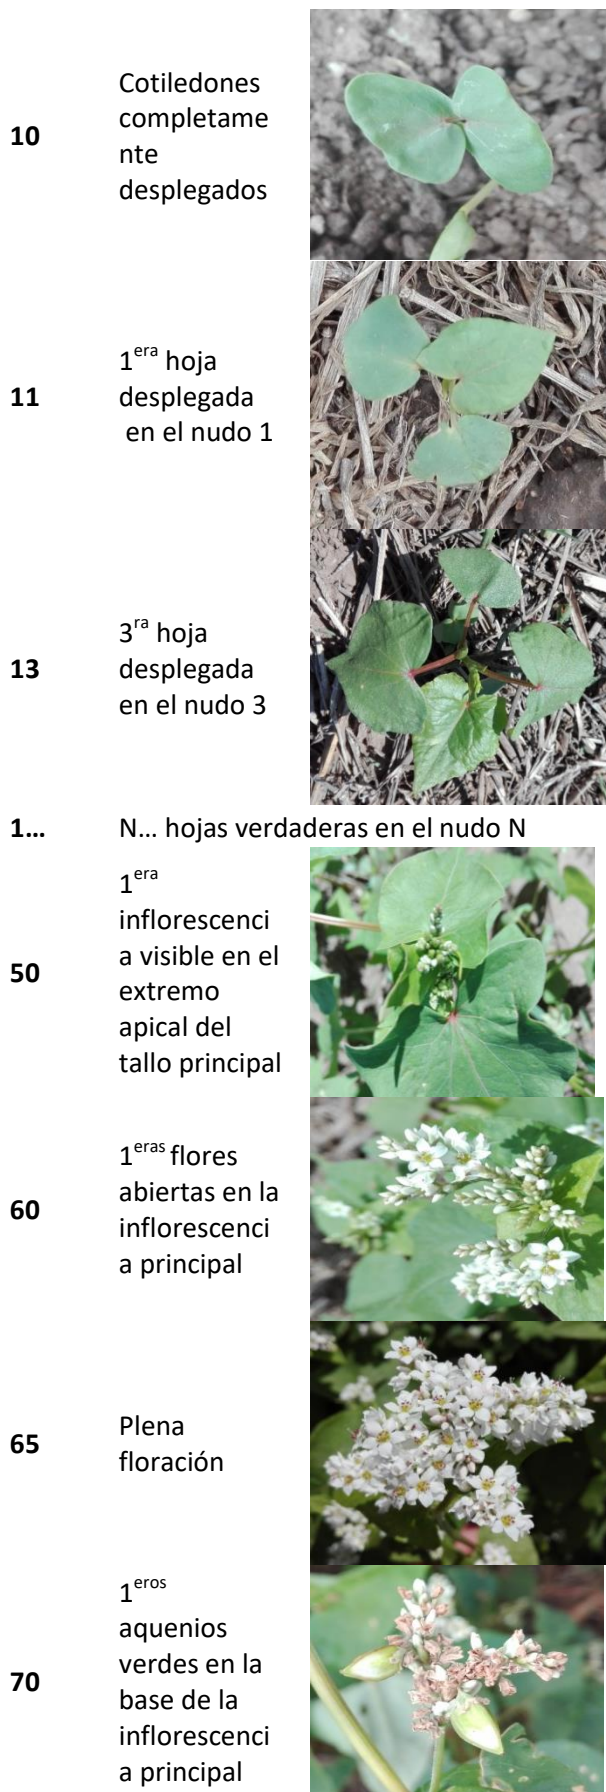 10
Cotiledones
completame
nte
desplegados
11
1era hoja
desplegada
en el nudo 1
13
3ra hoja
desplegada
en el nudo 3
1... N... hojas verdaderas en el nudo N
50
1era
inflorescenci
a visible en el
extremo
apical del
tallo principal
60
1eras flores
abiertas en la
inflorescenci
a principal
65
Plena
floración
70
1eros
aquenios
verdes en la
base de la
inflorescenci
a principal